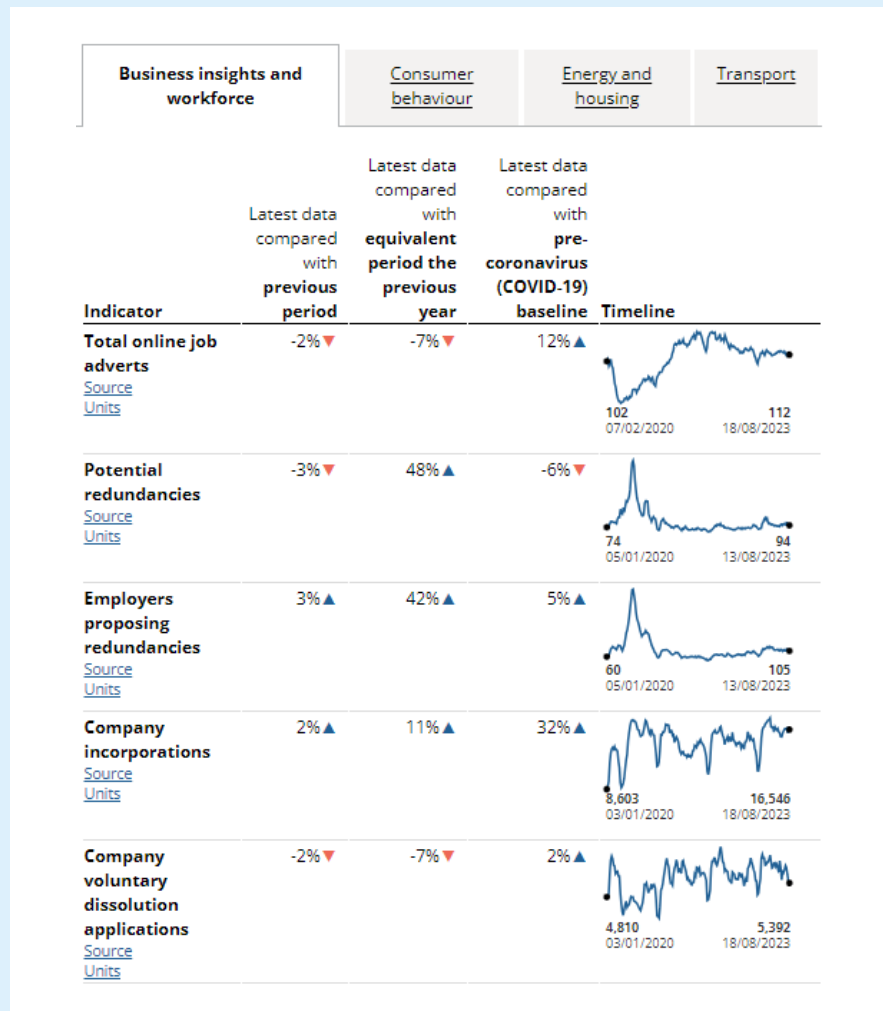 Business insights and
workforce
Consumer
behaviour
Energy and
housing
Transport
Indicator
Latest data
compared
with
previous
period
Latest data
compared
with
equivalent
period the
previous
year
Latest data
compared
with
pre-
coronavirus
(COVID-19)
baseline
Timeline
Total online job
adverts
Source
Units
-2%▼
-7%▼
12%▲
102
07/02/2020
112
18/08/2023
Potential
redundancies
Source
Units
-3%▼
48%▲
-6%▼
74
05/01/2020
94
13/08/2023
Employers
proposing
redundancies
Source
Units
3%▲
42%▲
5%▲
60
05/01/2020
105
13/08/2023
Company
incorporations
Source
Units
2%▲
11%▲
32%▲
8,603
03/01/2020
16,546
18/08/2023
Company
voluntary
dissolution
applications
Source
Units
-2%▼
-7%▼
2%▲
4,810
03/01/2020
5,392
18/08/2023